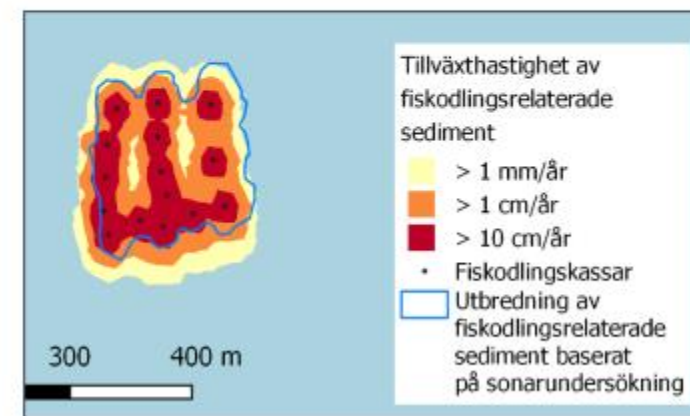 Tillväxthastighet av
fiskodlingsrelaterade
sediment
> 1 mm/år
> 1 cm/år
> 10 cm/år
Fiskodlingskassar
Utbredning av
fiskodlingsrelaterade
sediment baserat
på sonarundersökning
300 400 m